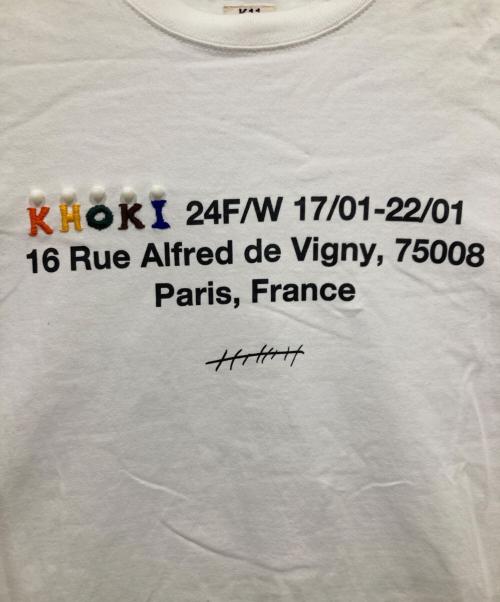 KHOKI 24F/W 17/01-22/01
16 Rue Alfred de Vigny, 75008
Paris, France